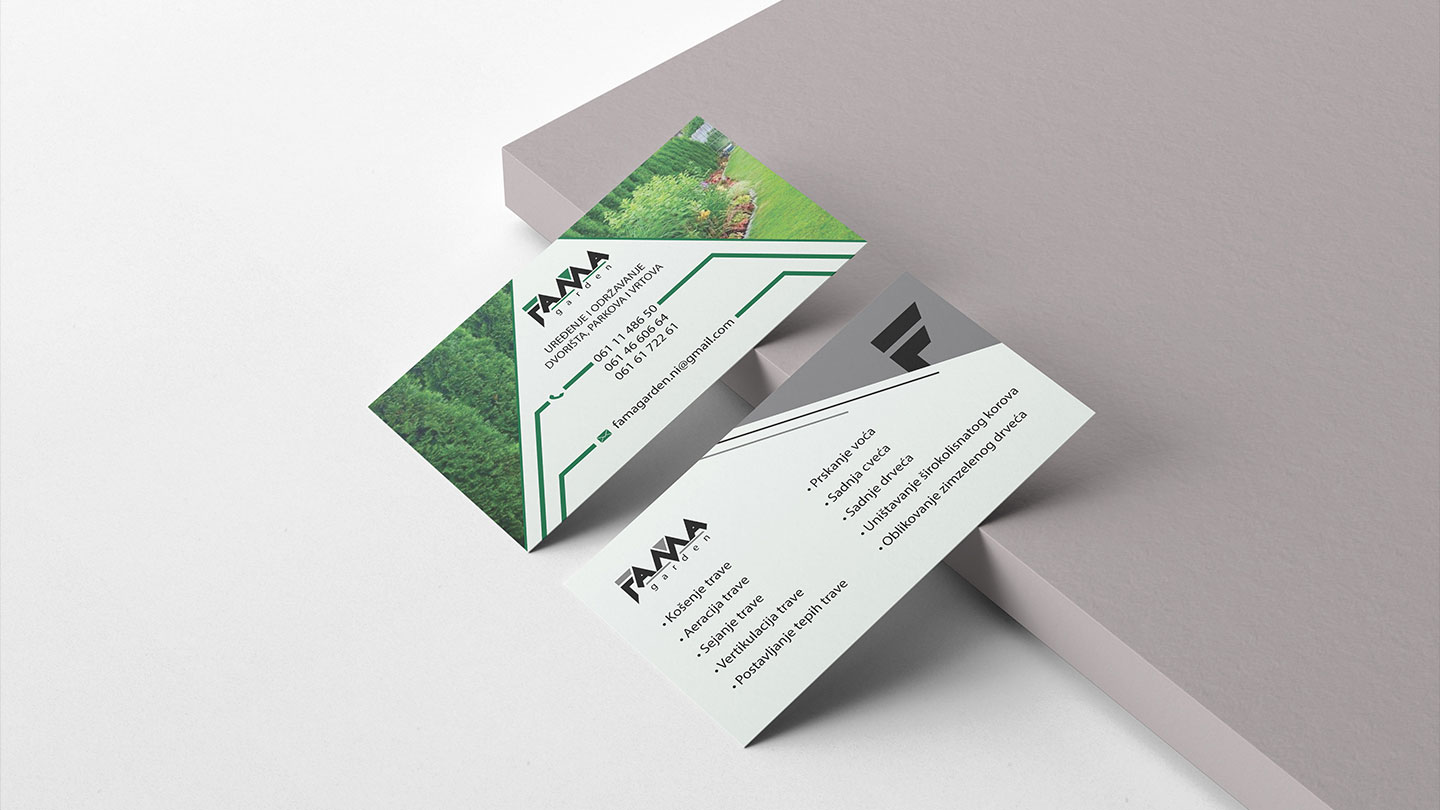 FAMA
garden
UREĐENJE I ODRŽAVANJE
DVORIŠTA, PARKOVA I VRTOVA
061 11 486 50
061 46 606 64
061 61 722 61
famagarden.ni@gmail.com
F
FAMA
garden
• Košenje trave
• Aeracija trave
• Sejanje trave
• Vertikulacija trave
• Postavljanje tepih trave
• Prskanje voća
• Sadnja cveća
• Sadnje drveća
• Uništavanje širokolisnatog korova
• Oblikovanje zimzelenog drveća